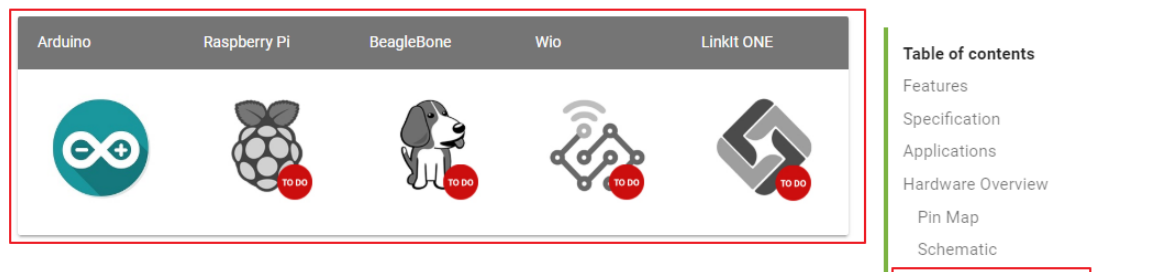 Arduino Raspberry Pi BeagleBone Wio LinkIt ONE
TO DO TO DO TO DO TO DO
Table of contents
Features
Specification
Applications
Hardware Overview
Pin Map
Schematic